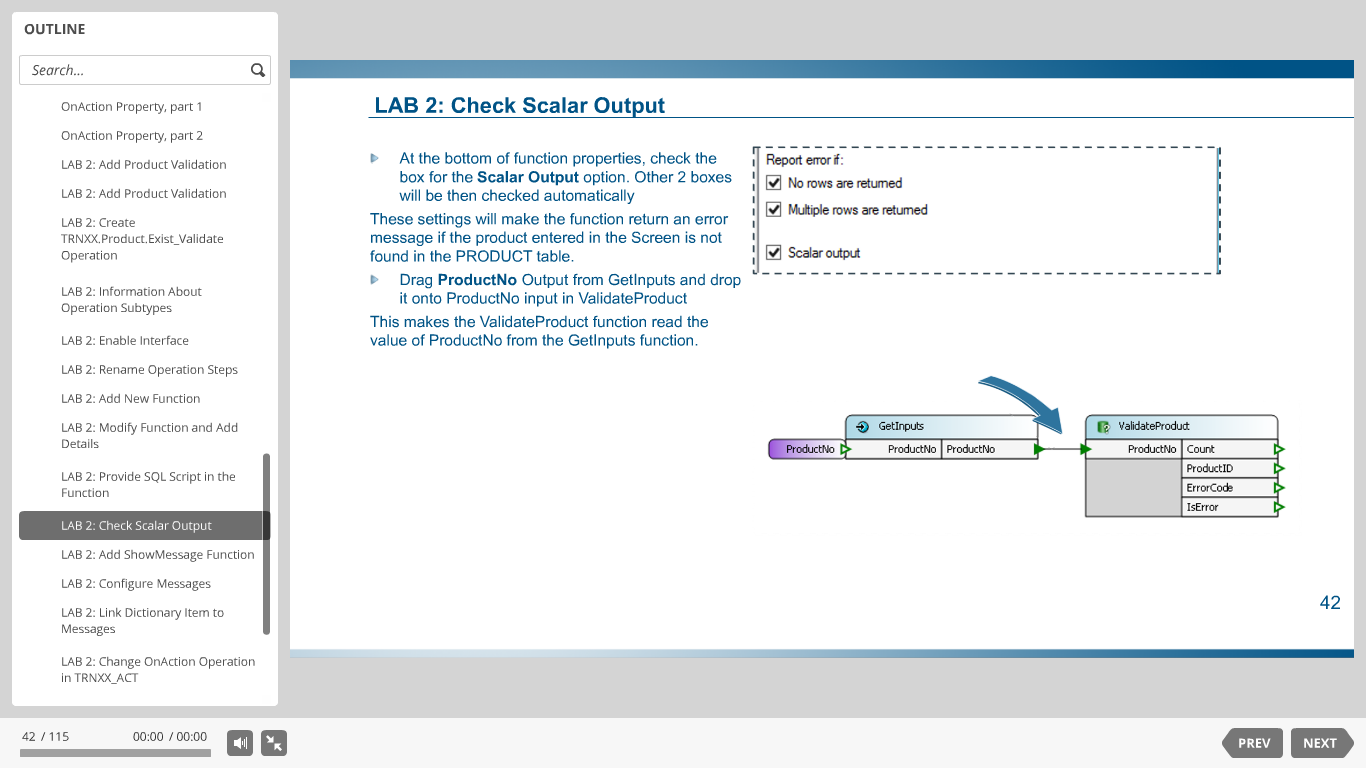 OUTLINE
Search...
OnAction Property, part 1
OnAction Property, part 2
LAB 2: Add Product Validation
LAB 2: Add Product Validation
LAB 2: Create
TRNXX.Product.Exist_Validate
Operation
LAB 2: Information About
Operation Subtypes
LAB 2: Enable Interface
LAB 2: Rename Operation Steps
LAB 2: Add New Function
LAB 2: Modify Function and Add
Details
LAB 2: Provide SQL Script in the
Function
LAB 2: Check Scalar Output
LAB 2: Add ShowMessage Function
LAB 2: Configure Messages
LAB 2: Link Dictionary Item to
Messages
LAB 2: Change OnAction Operation
in TRNXX_ACT
LAB 2: Check Scalar Output
At the bottom of function properties, check the
box for the Scalar Output option. Other 2 boxes
will be then checked automatically
These settings will make the function return an error
message if the product entered in the Screen is not
found in the PRODUCT table.
Drag ProductNo Output from GetInputs and drop
it onto ProductNo input in ValidateProduct
This makes the ValidateProduct function read the
value of ProductNo from the GetInputs function.
Report error if:
No rows are returned
Multiple rows are returned
Scalar output
GetInputs
ProductNo ProductNo ProductNo
ValidateProduct
ProductNo Count
ProductID
ErrorCode
IsError
42
42 / 115 00:00 / 00:00
PREV NEXT